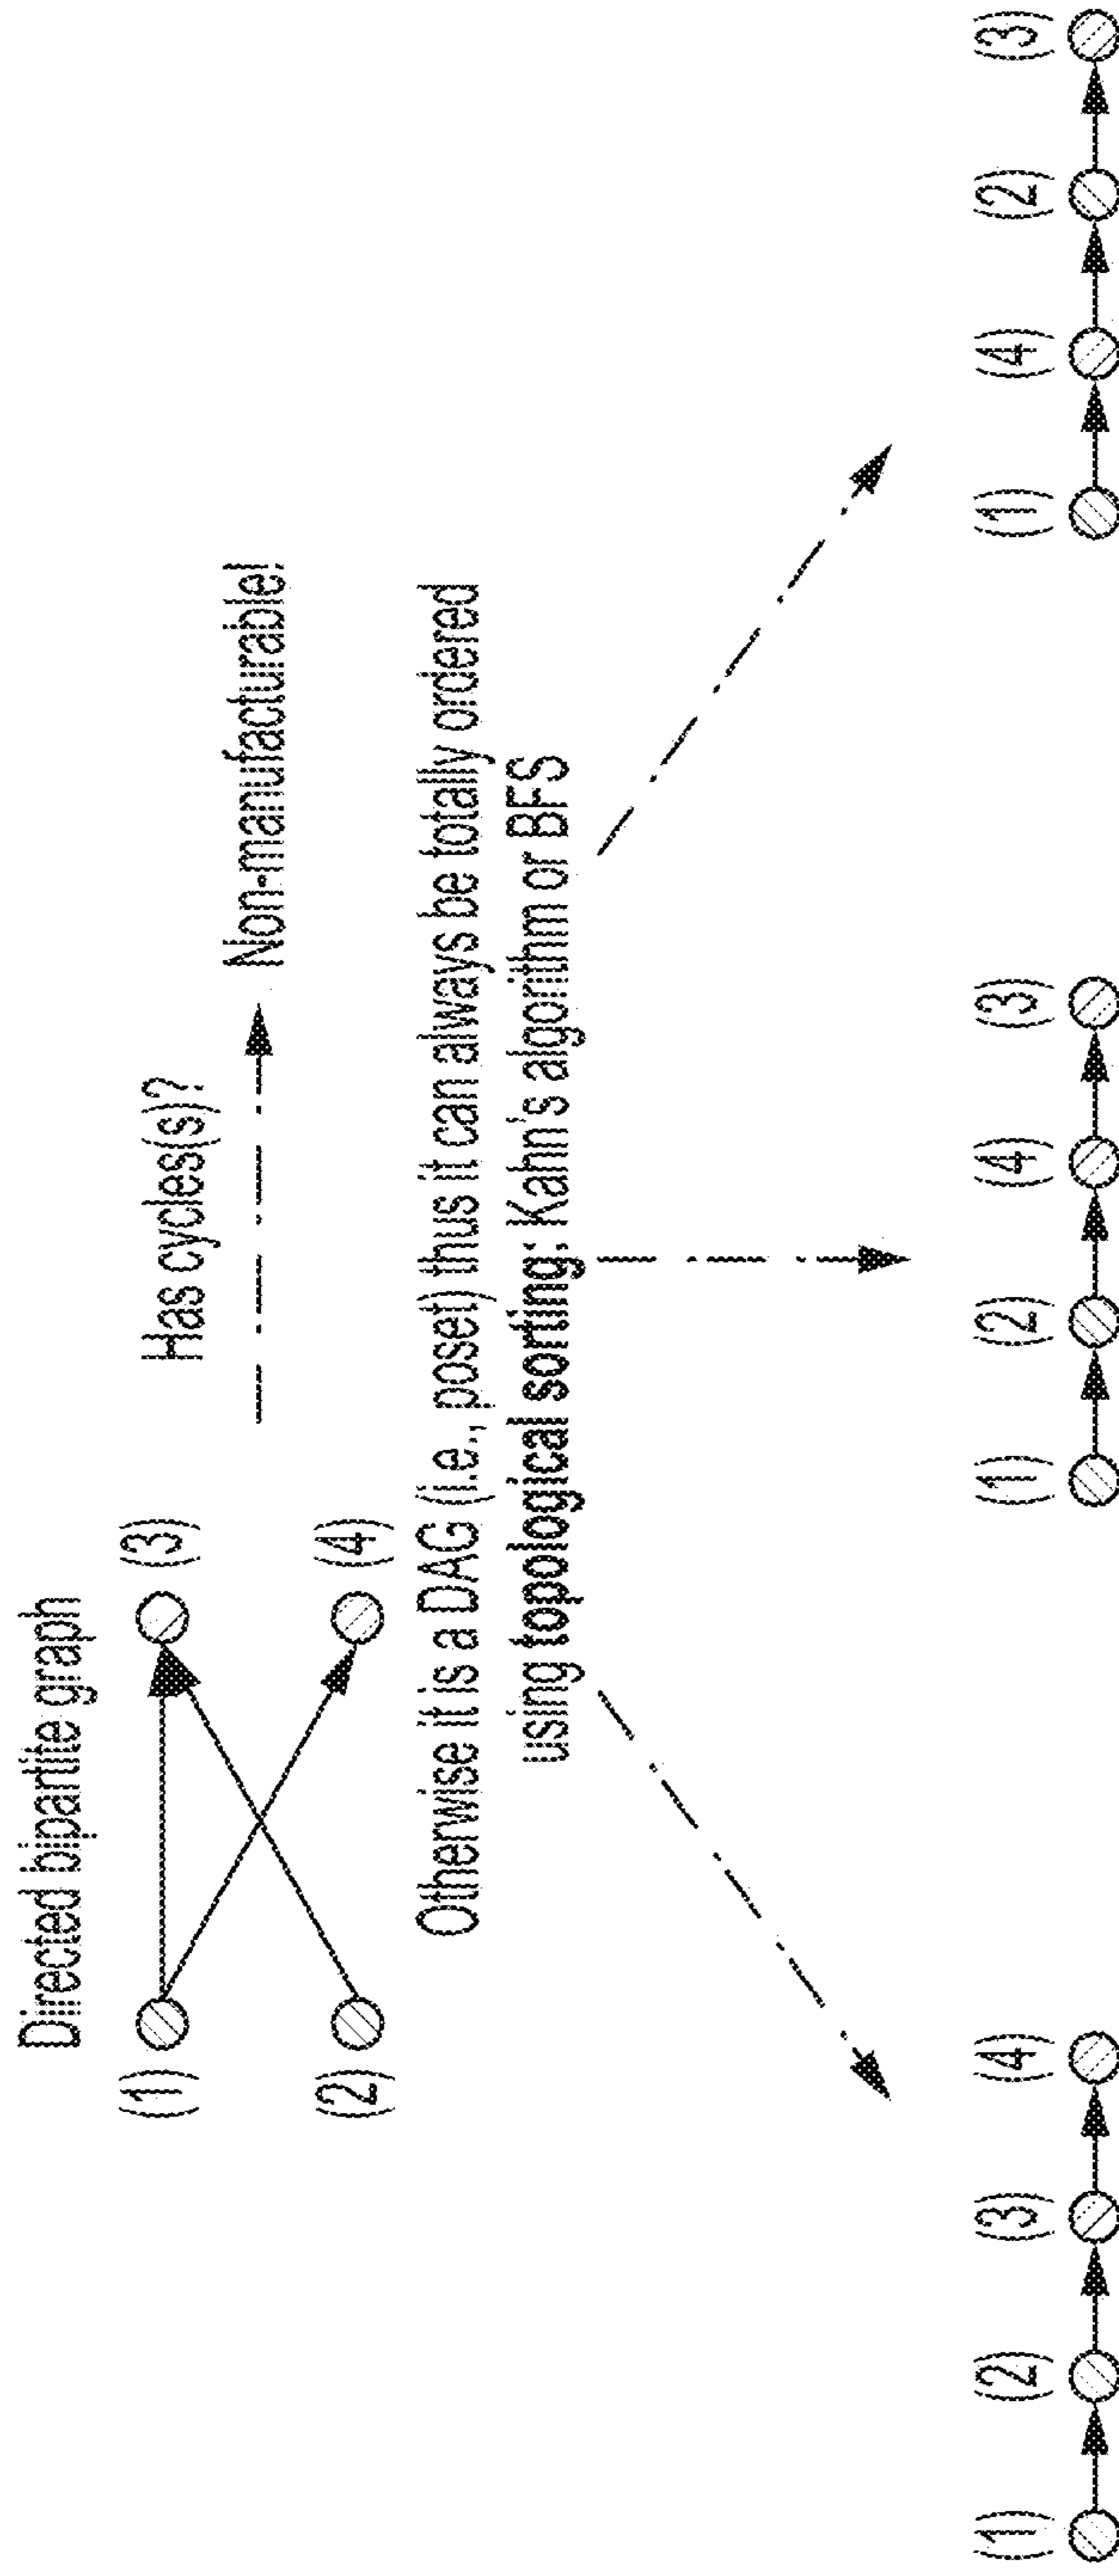 Directed bipartite graph
(1) (3)
(2) (4)
Has cycles(s)?
Non-manufacturable!
Otherwise it is a DAG (i.e., poset) thus it can always be totally ordered
using topological sorting: Kahn's algorithm or BFS
(1) (2) (3) (4)
(1) (2) (4) (3)
(1) (4) (2) (3)